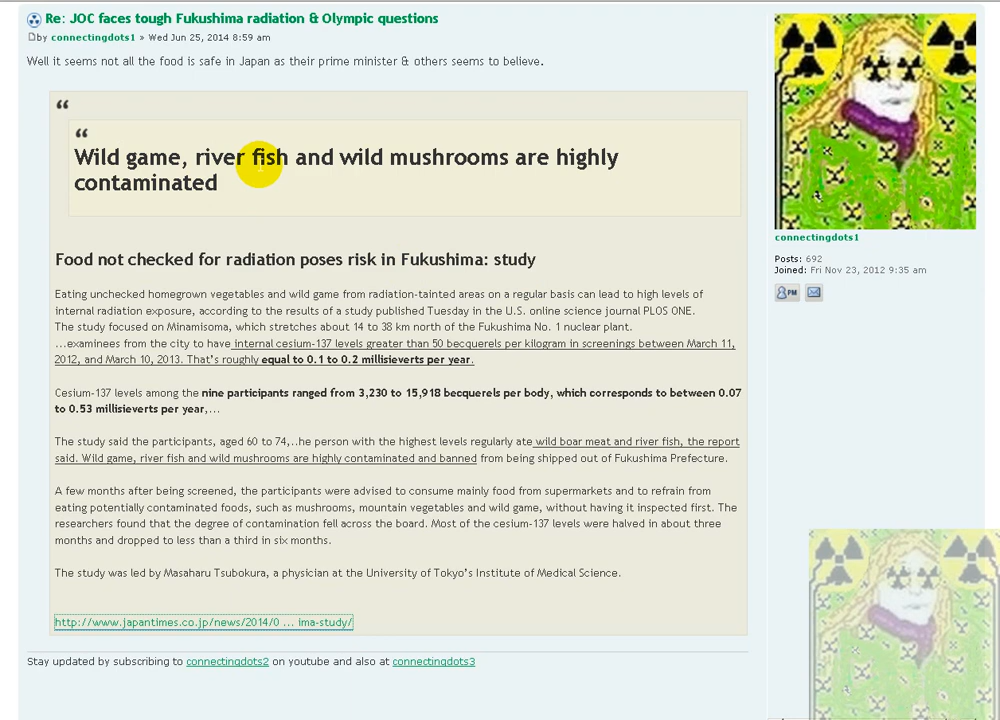 Re: JOC faces tough Fukushima radiation & Olympic questions
by connectingdots1 » Wed Jun 25, 2014 8:59 am
Well it seems not all the food is safe in Japan as their prime minister & others seems to believe.
“
“
Wild game, river fish and wild mushrooms are highly
contaminated
Food not checked for radiation poses risk in Fukushima: study
Eating unchecked homegrown vegetables and wild game from radiation-tainted areas on a regular basis can lead to high levels of
internal radiation exposure, according to the results of a study published Tuesday in the U.S. online science journal PLOS ONE.
The study focused on Minamisoma, which stretches about 14 to 38 km north of the Fukushima No. 1 nuclear plant.
...examinees from the city to have internal cesium-137 levels greater than 50 becquerels per kilogram in screenings between March 11,
2012, and March 10, 2013. That's roughly equal to 0.1 to 0.2 millisieverts per year.
Cesium-137 levels among the nine participants ranged from 3,230 to 15,918 becquerels per body, which corresponds to between 0.07
to 0.53 millisieverts per year,...
The study said the participants, aged 60 to 74,..he person with the highest levels regularly ate wild boar meat and river fish, the report
said. Wild game, river fish and wild mushrooms are highly contaminated and banned from being shipped out of Fukushima Prefecture.
A few months after being screened, the participants were advised to consume mainly food from supermarkets and to refrain from
eating potentially contaminated foods, such as mushrooms, mountain vegetables and wild game, without having it inspected first. The
researchers found that the degree of contamination fell across the board. Most of the cesium-137 levels were halved in about three
months and dropped to less than a third in six months.
The study was led by Masaharu Tsubokura, a physician at the University of Tokyo's Institute of Medical Science.
http://www.japantimes.co.jp/news/2014/0 ... ima-study/
Stay updated by subscribing to connectingdots2 on youtube and also at connectingdots3
connectingdots1
Posts: 692
Joined: Fri Nov 23, 2012 9:35 am
PM